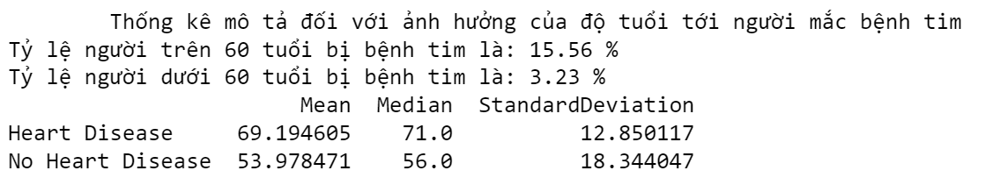 Thống kê mô tả đối với ảnh hưởng của độ tuổi tới người mắc bệnh tim
Tỷ lệ người trên 60 tuổi bị bệnh tim là: 15.56 %
Tỷ lệ người dưới 60 tuổi bị bệnh tim là: 3.23 %
Mean Median StandardDeviation
Heart Disease 69.194605 71.0 12.850117
No Heart Disease 53.978471 56.0 18.344047